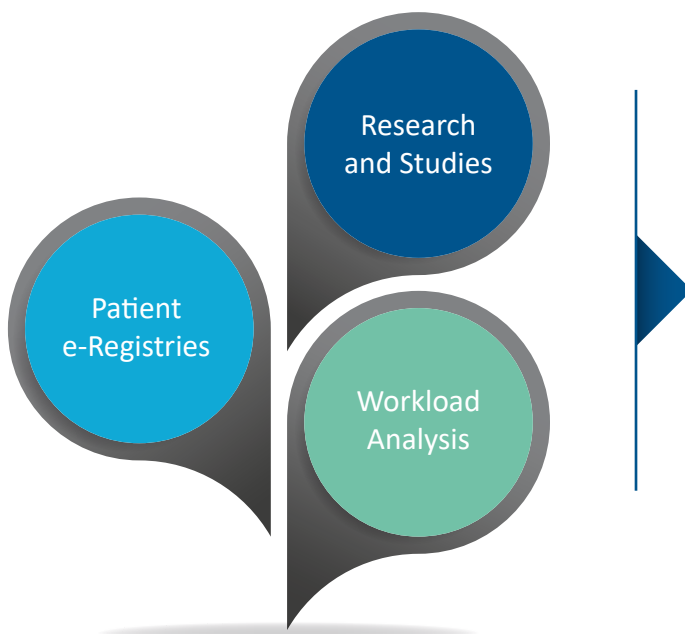 Research
and Studies
Patient
e-Registries
Workload
Analysis